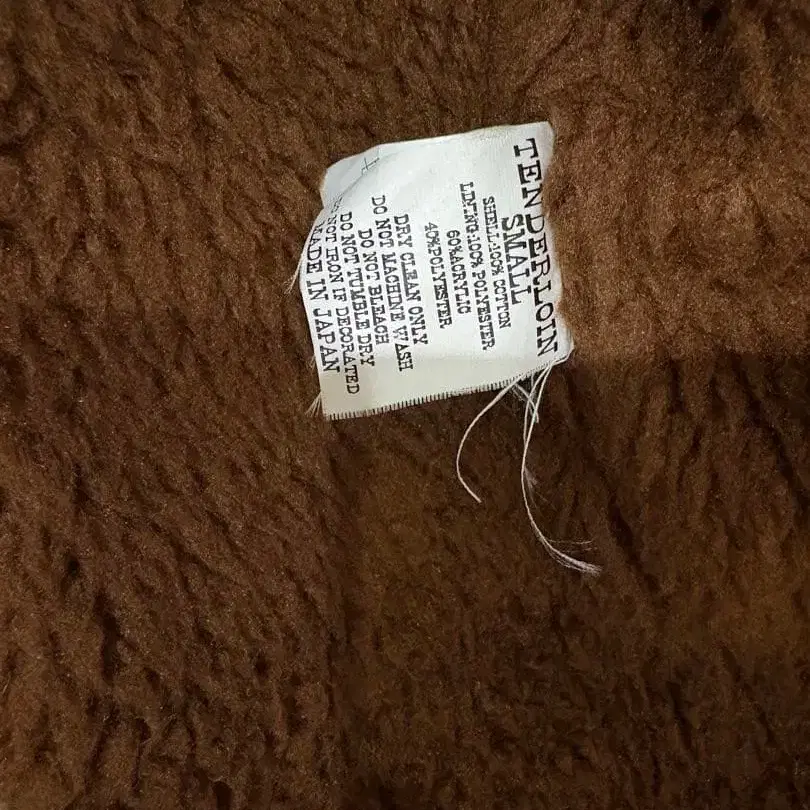 TENDERLOIN
SMALL
SHELL:100% COTTON
LINING:100% POLYESTER
60%ACRYLIC
40%POLYESTER
DRY CLEAN ONLY
DO NOT MACHINE WASH
DO NOT BLEACH
DO NOT TUMBLE DRY
DO NOT IRON IF DECORATED
MADE IN JAPAN